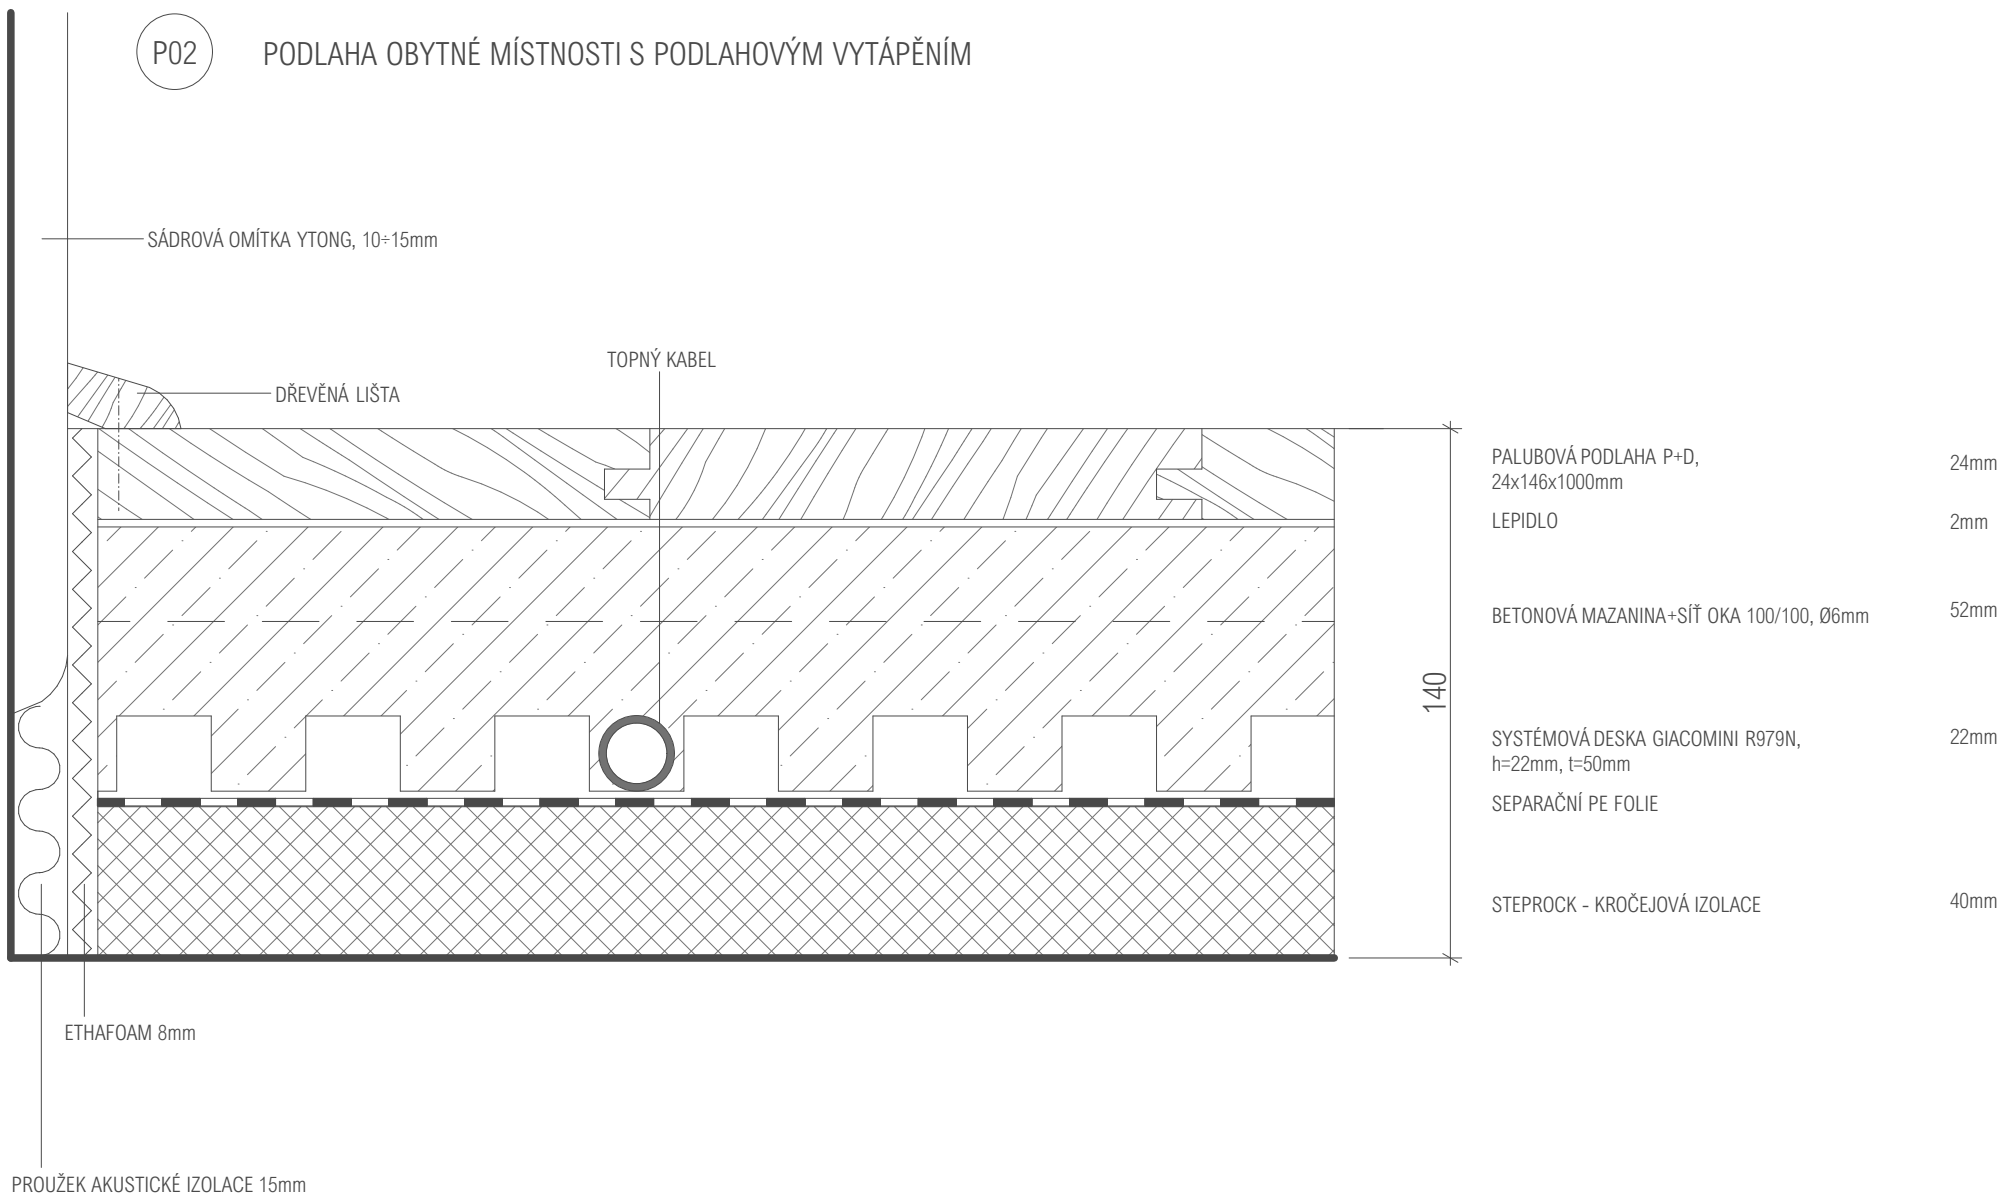 P02
PODLAHA OBYTNÉ MÍSTNOSTI S PODLAHOVÝM VYTÁPĚNÍM
SÁDROVÁ OMÍTKA YTONG, 10÷15mm
TOPNÝ KABEL
DŘEVĚNÁ LIŠTA
PALUBOVÁ PODLAHA P+D,
24x146x1000mm
24mm
LEPIDLO
2mm
BETONOVÁ MAZANINA+SÍŤ OKA 100/100, Ø6mm
52mm
140
SYSTÉMOVÁ DESKA GIACOMINI R979N,
h=22mm, t=50mm
22mm
SEPARAČNÍ PE FOLIE
STEPROCK - KROČEJOVÁ IZOLACE
40mm
ETHAFOAM 8mm
PROUŽEK AKUSTICKÉ IZOLACE 15mm